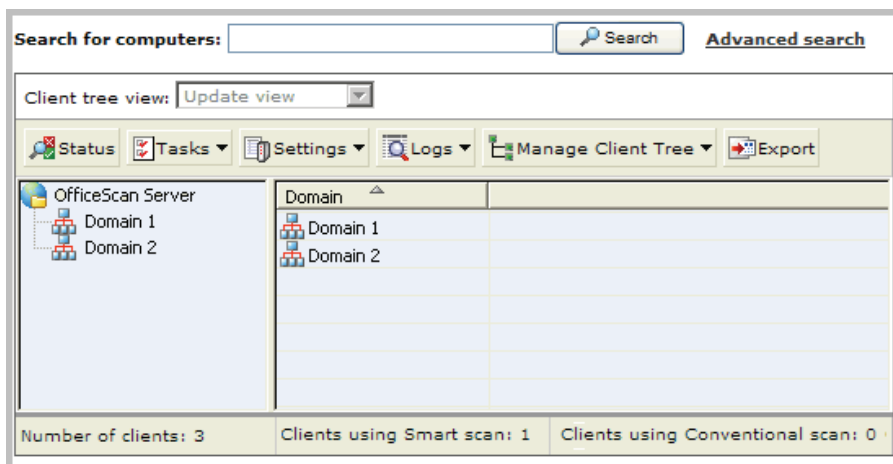 Search for computers: Search Advanced search
Client tree view: Update view
Status Tasks Settings Logs Manage Client Tree Export
OfficeScan Server
Domain 1
Domain 2
Domain
Domain 1
Domain 2
Number of clients: 3 Clients using Smart scan: 1 Clients using Conventional scan: 0